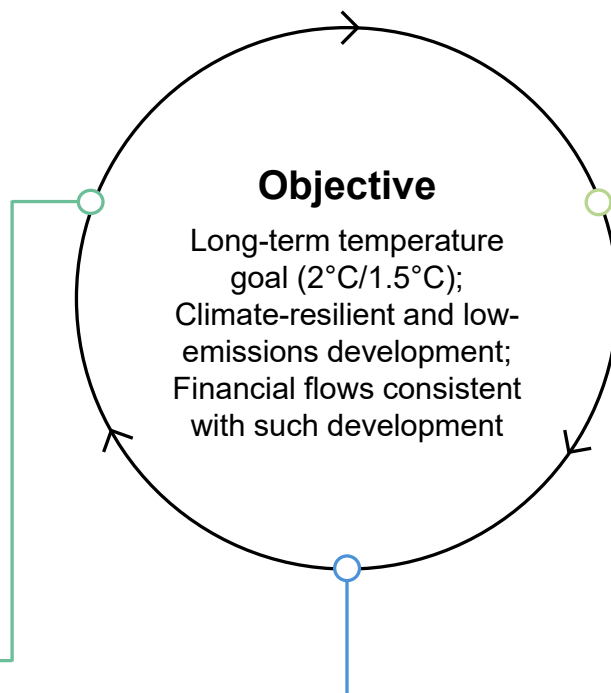 Objective
Long-term temperature
goal (2°C/1.5°C);
Climate-resilient and low-
emissions development;
Financial flows consistent
with such development